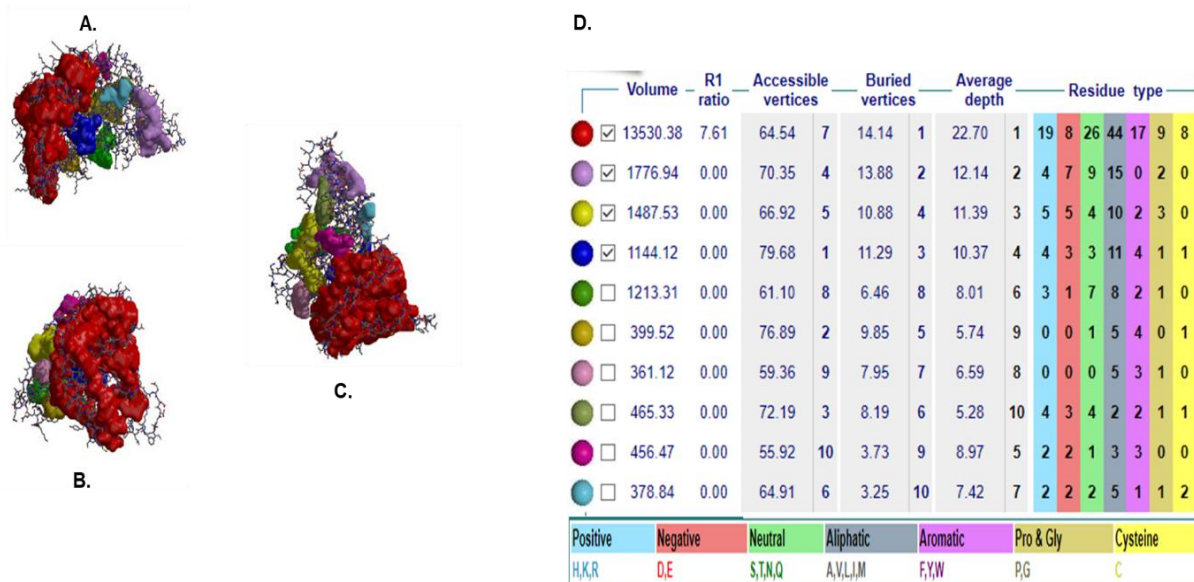 A.
B.
C.
D.
Volume R1 ratio Accessible vertices Buried vertices Average depth Residue type
13530.38 7.61 64.54 7 14.14 1 22.70 1 19 8 26 44 17 9 8
1776.94 0.00 70.35 4 13.88 2 12.14 2 4 7 9 15 0 2 0
1487.53 0.00 66.92 5 10.88 4 11.39 3 5 5 4 10 2 3 0
1144.12 0.00 79.68 1 11.29 3 10.37 4 4 3 3 11 4 1 1
1213.31 0.00 61.10 8 6.46 8 8.01 6 3 1 7 8 2 1 0
399.52 0.00 76.89 2 9.85 5 5.74 9 0 0 1 5 4 0 1
361.12 0.00 59.36 9 7.95 7 6.59 8 0 0 0 5 3 1 0
465.33 0.00 72.19 3 8.19 6 5.28 10 4 3 4 2 2 1 1
456.47 0.00 55.92 10 3.73 9 8.97 5 2 2 1 3 3 0 0
378.84 0.00 64.91 6 3.25 10 7.42 7 2 2 2 5 1 1 2
Positive Negative Neutral Aliphatic Aromatic Pro & Gly Cysteine
H,K,R D,E S,T,N,Q A,V,L,I,M F,Y,W P,G C